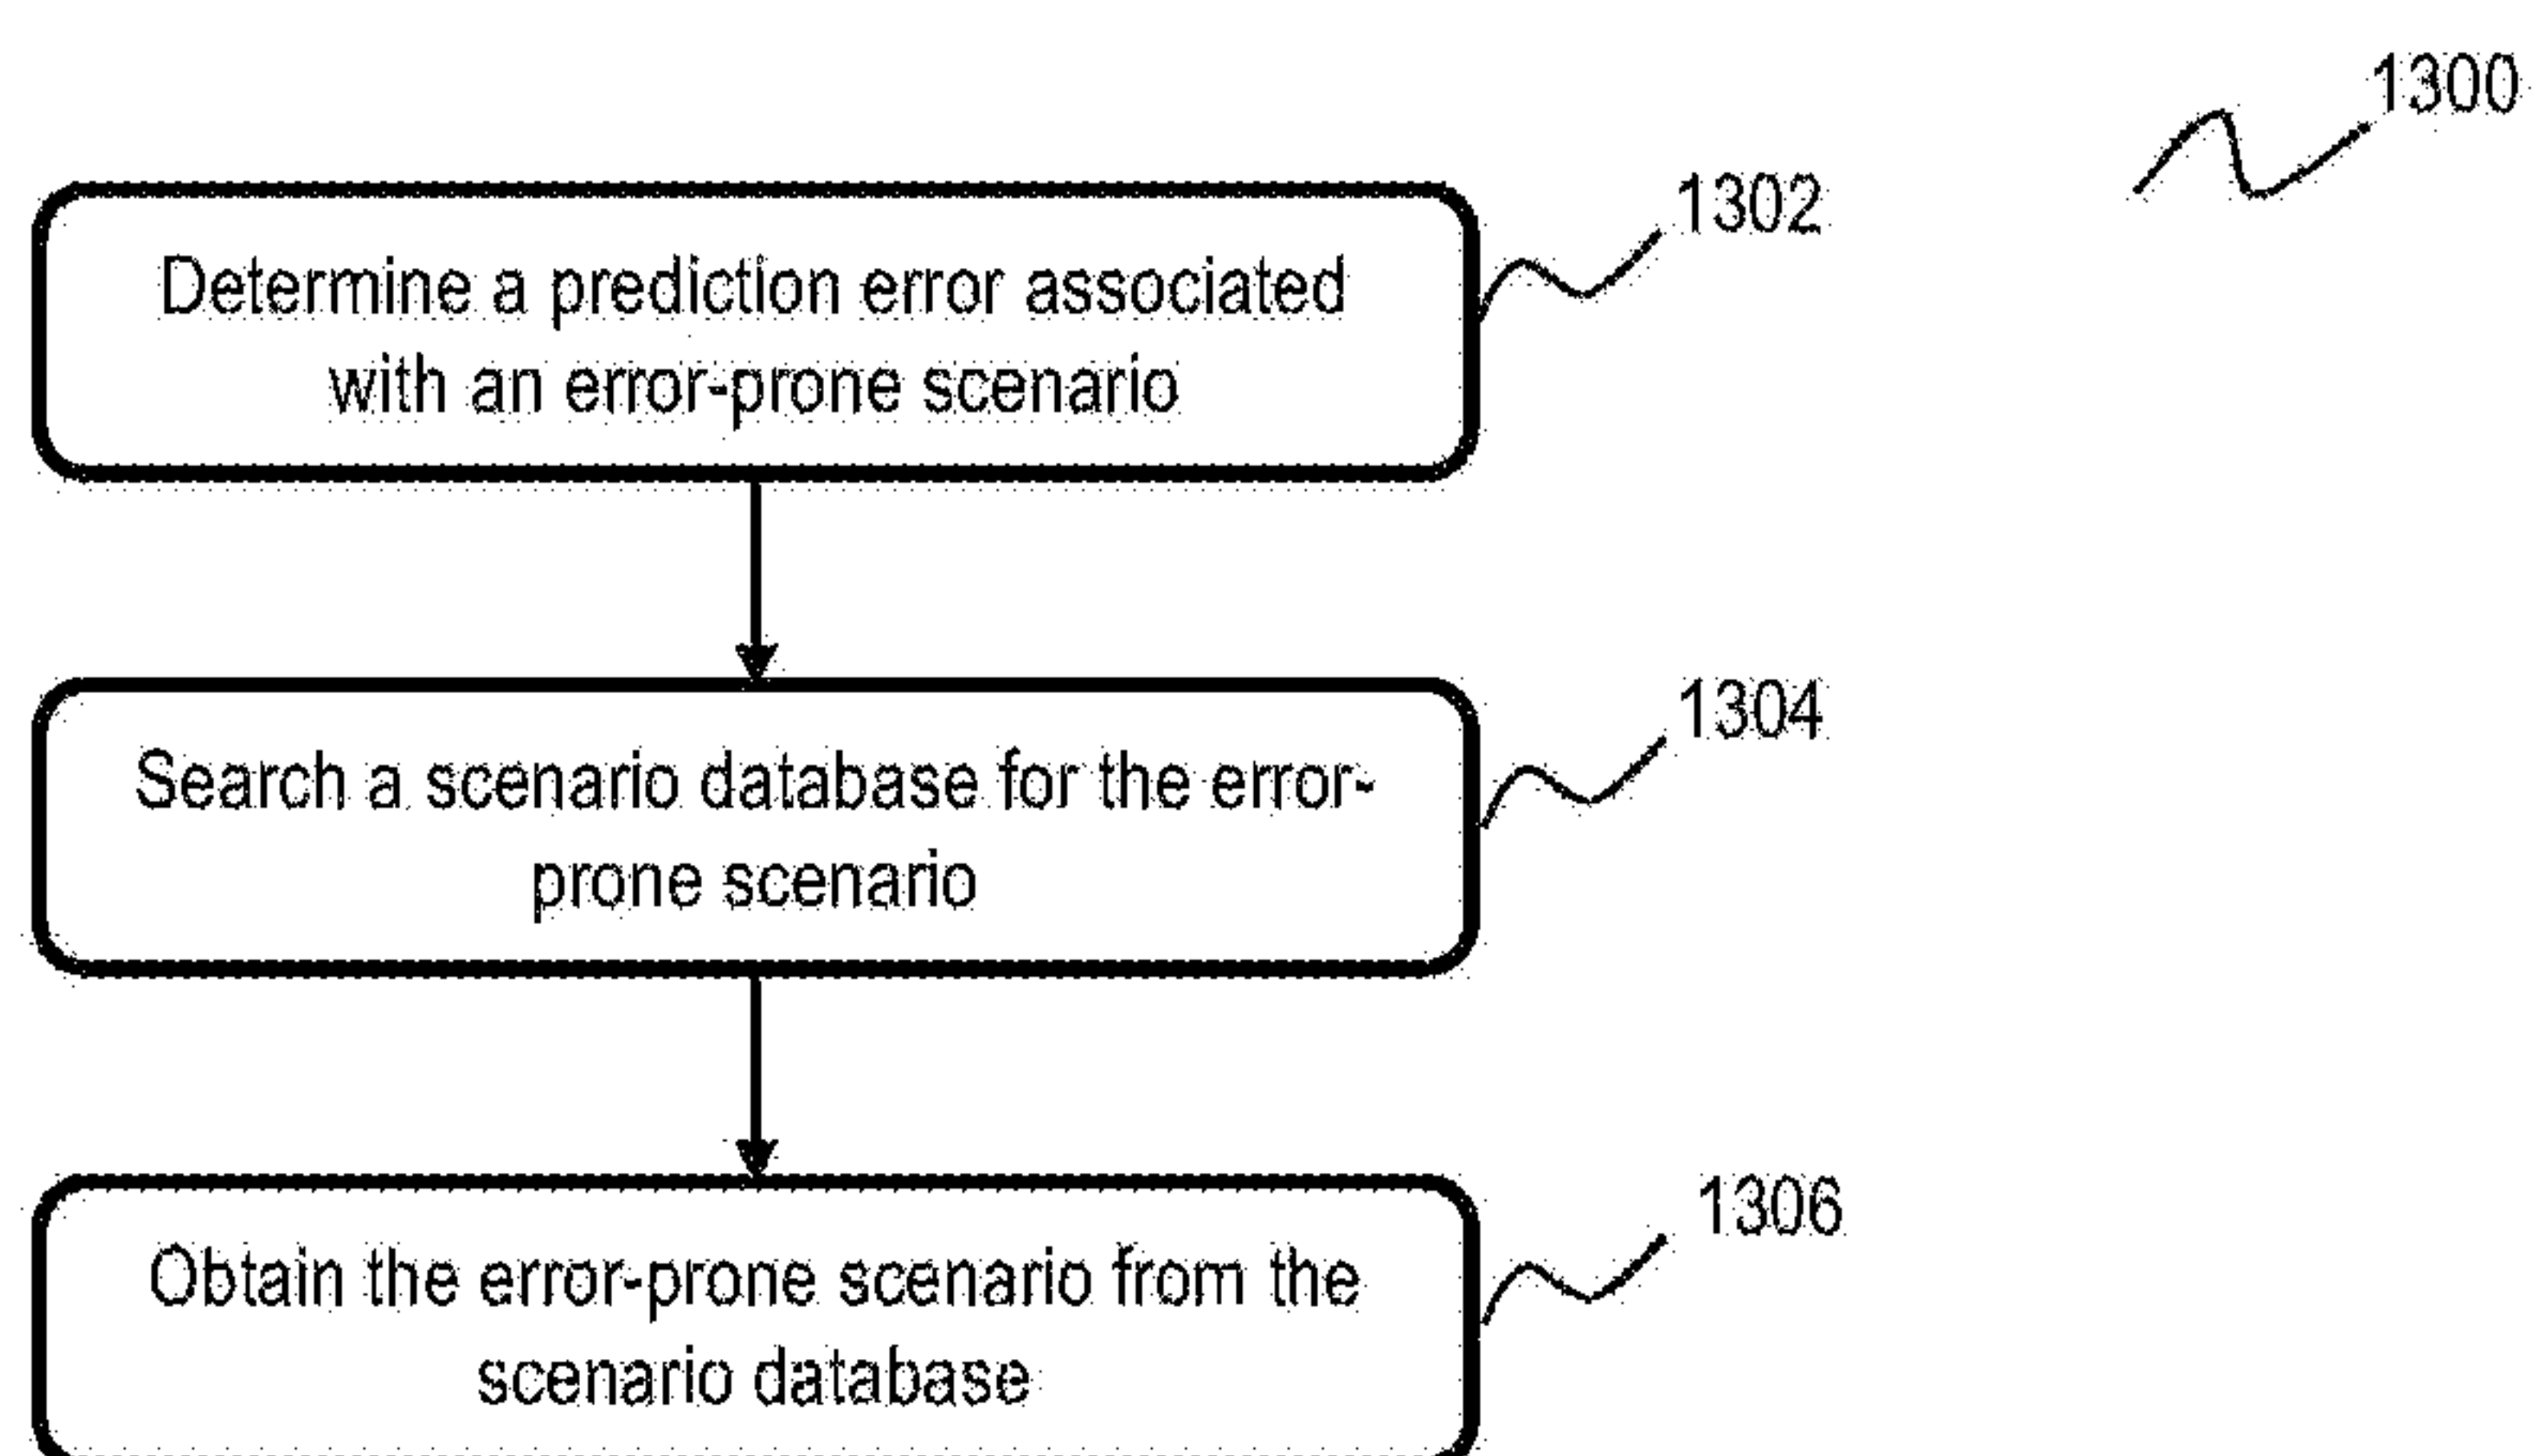 1300
1302
Determine a prediction error associated
with an error-prone scenario
1304
Search a scenario database for the error-
prone scenario
1306
Obtain the error-prone scenario from the
scenario database